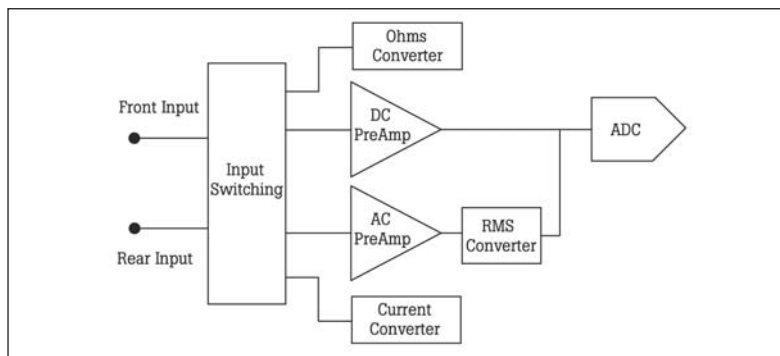 Ohms
Converter
Front Input
DC
PreAmp
ADC
Input
Switching
AC
PreAmp
RMS
Converter
Rear Input
Current
Converter